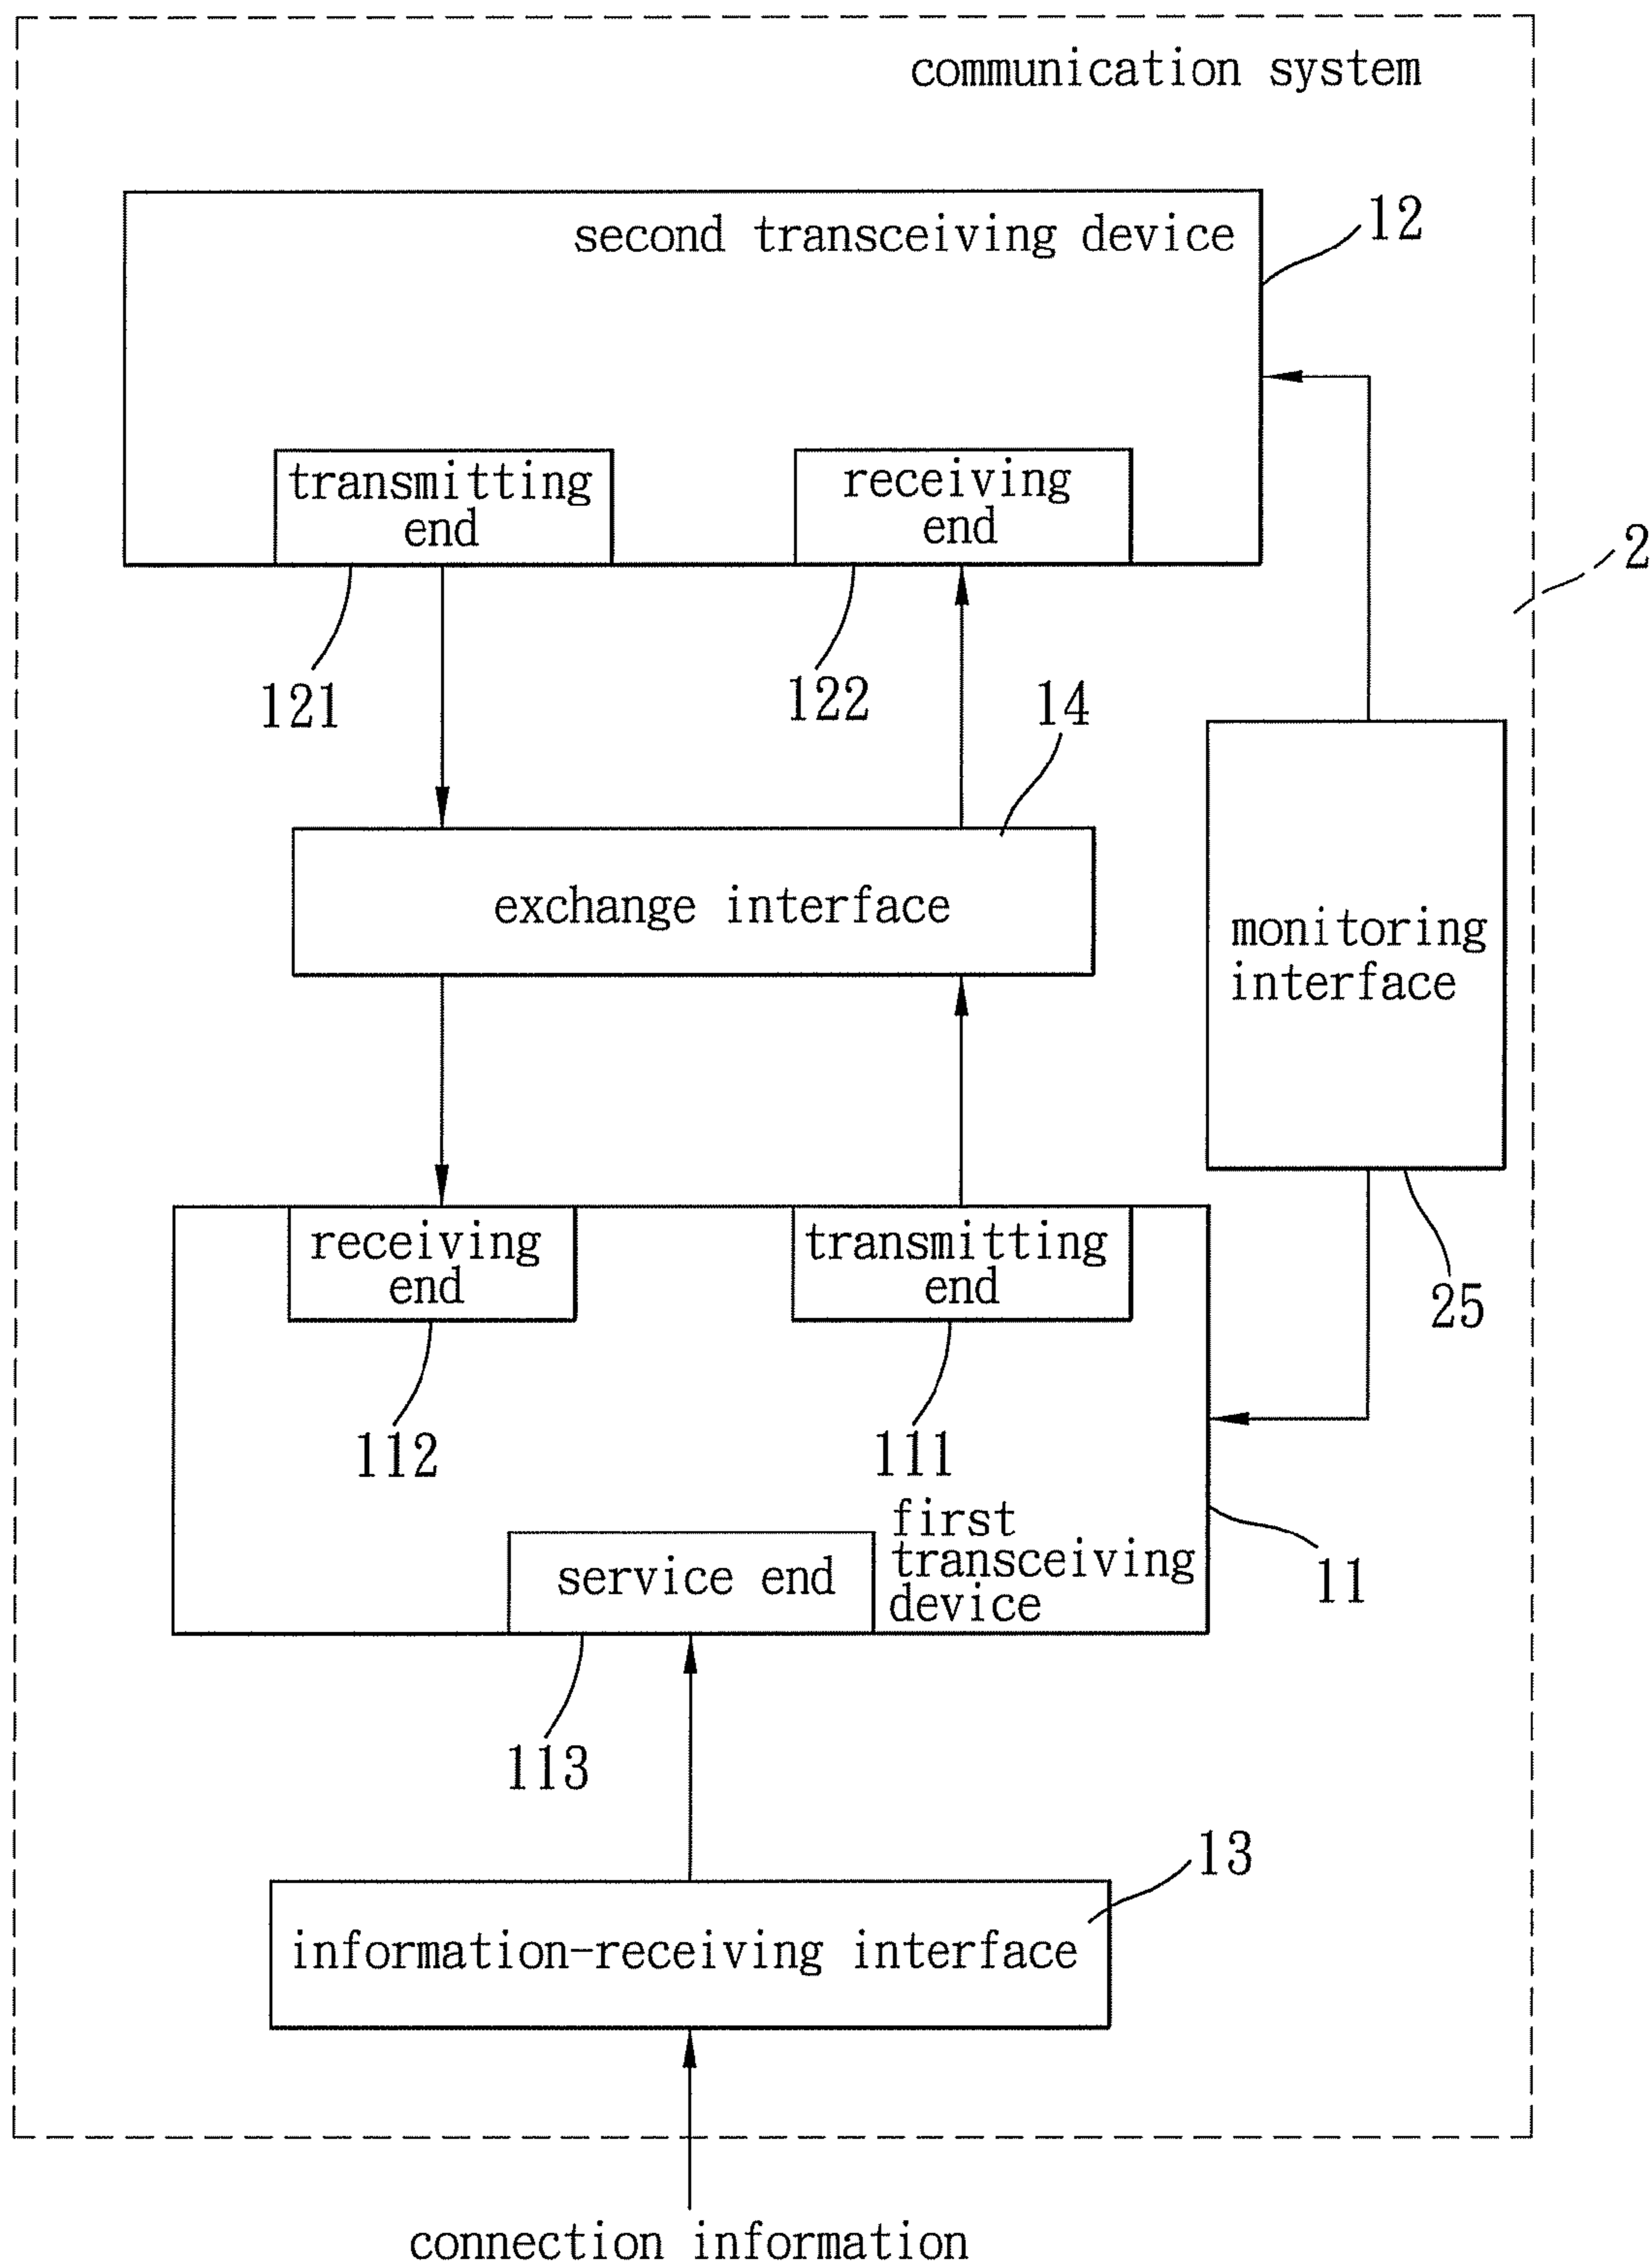 communication system
second transceiving device
12
transmitting
end
receiving
end
2
121
122
14
exchange interface
monitoring
interface
receiving
end
transmitting
end
25
112
111
first
transceiving
device
service end
11
113
13
information-receiving interface
connection information